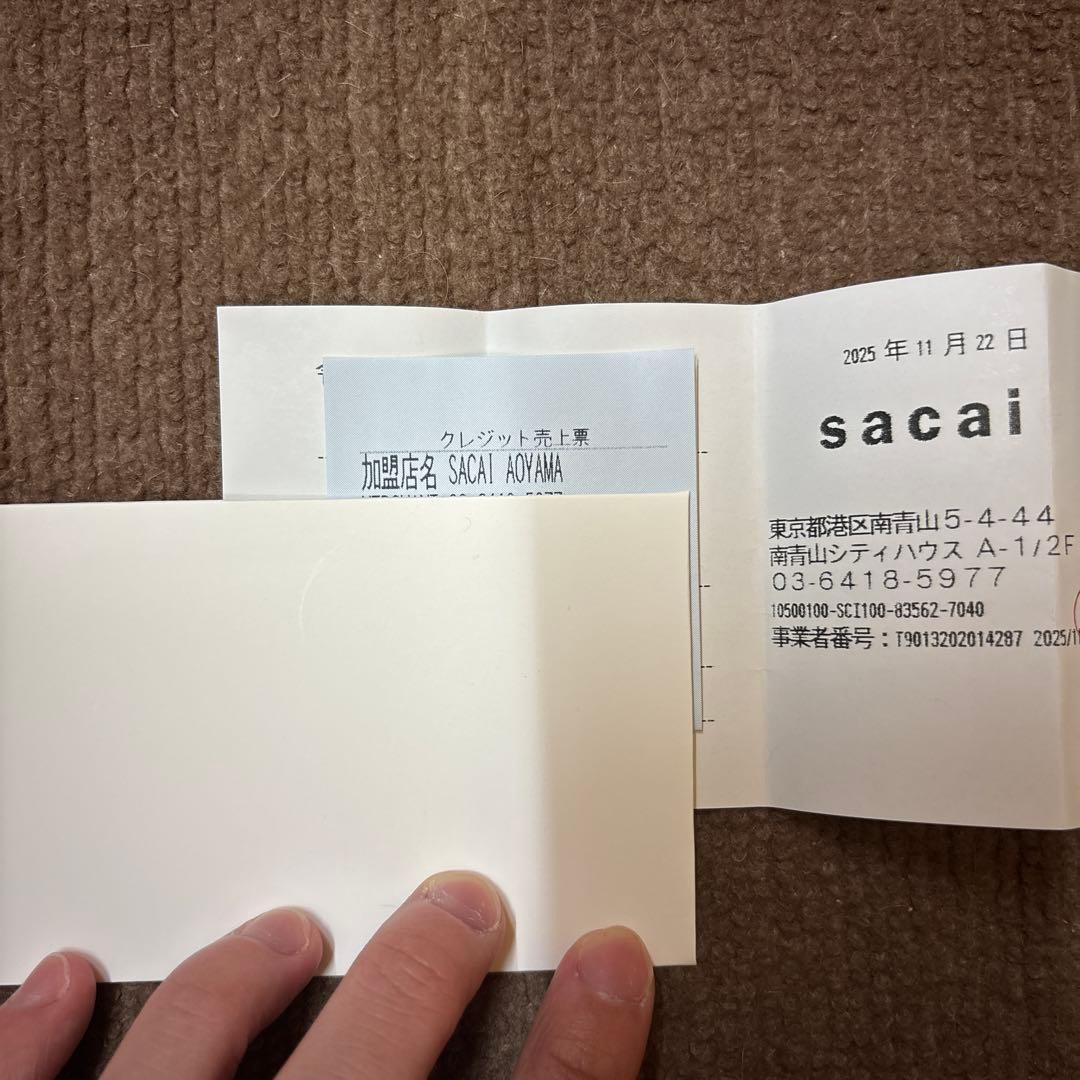 クレジット売上票
加盟店名 SACAI AOYAMA
2025 年 11 月 22 日
sacai
東京都港区南青山5-4-44
南青山シティハウス A-1/2F
03-6418-5977
10500100-SCI100-83562-7040
事業者番号：T9013202014287 2025/11